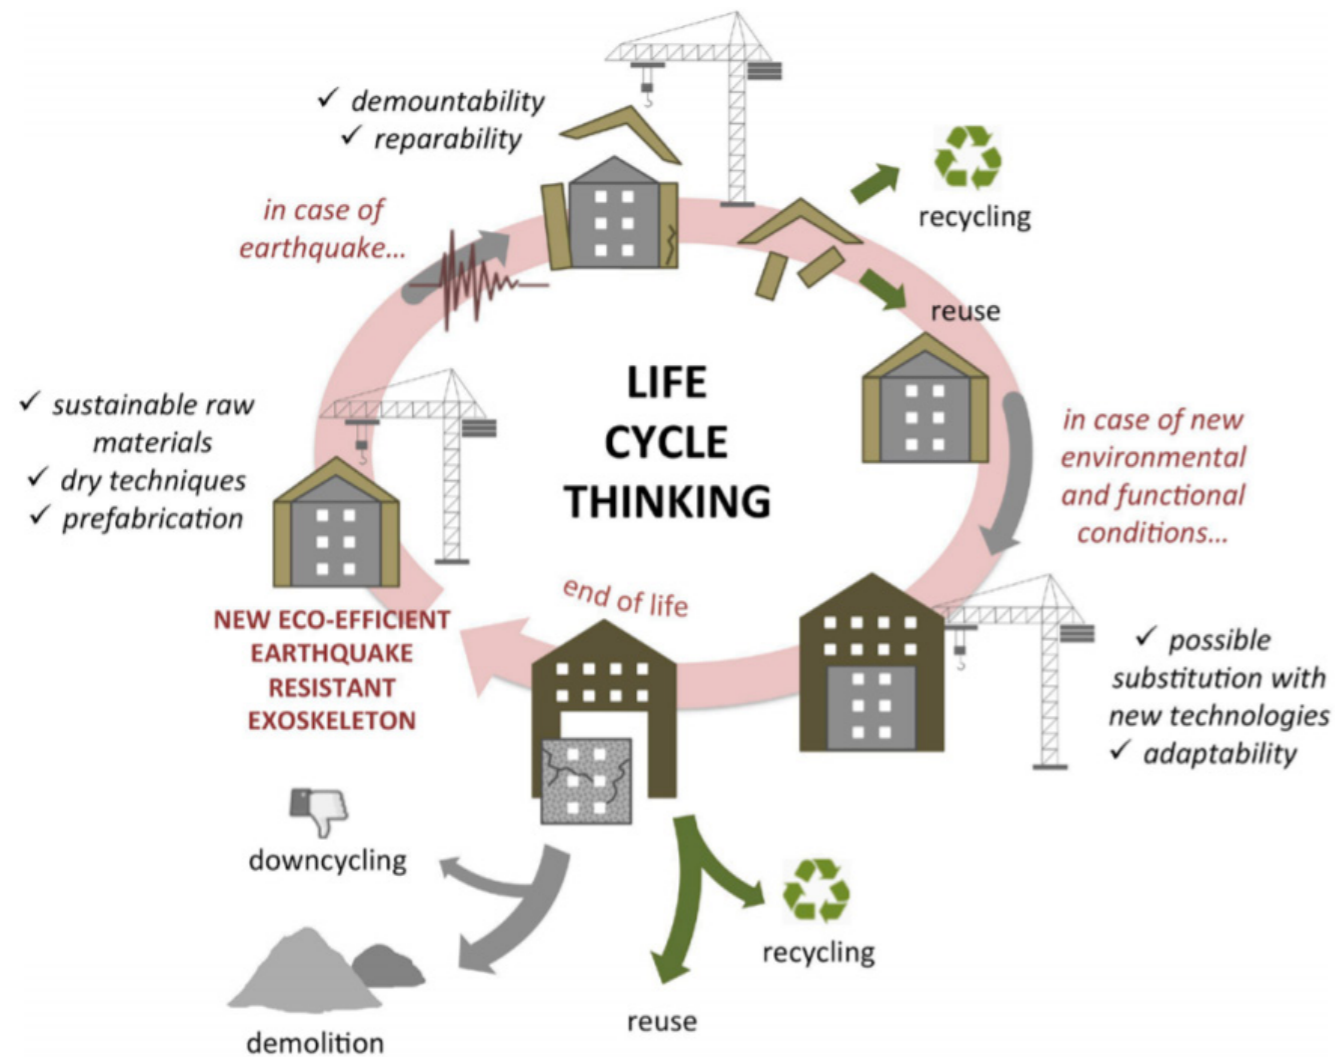 ✓ demountability
✓ reparability
in case of
earthquake...
recycling
reuse
LIFE
CYCLE
THINKING
✓ sustainable raw
materials
✓ dry techniques
✓ prefabrication
in case of new
environmental
and functional
conditions...
end of life
NEW ECO-EFFICIENT
EARTHQUAKE
RESISTANT
EXOSKELETON
✓ possible
substitution with
new technologies
✓ adaptability
downcycling
recycling
reuse
demolition